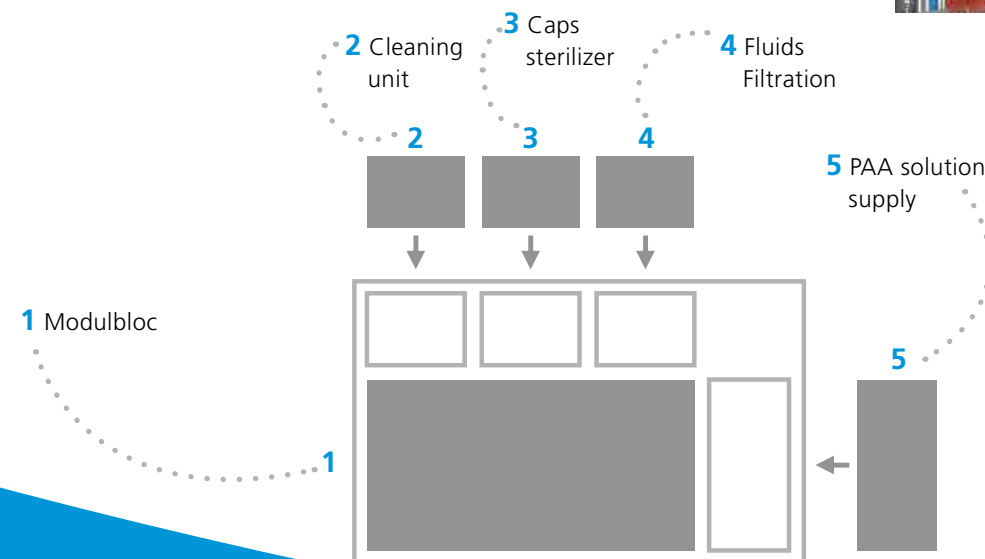 2 Cleaning
unit
3 Caps
sterilizer
4 Fluids
Filtration
2
3
4
5 PAA solution
supply
1 Modulbloc
5
1